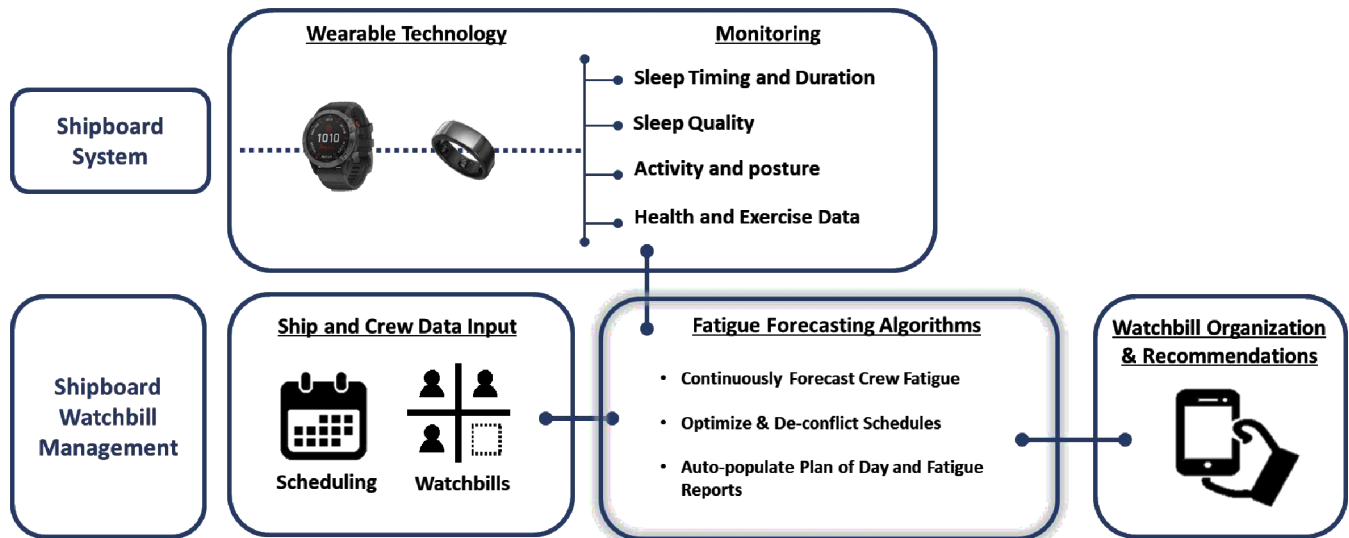 Wearable Technology
Monitoring
Shipboard
System
1010
Sleep Timing and Duration
Sleep Quality
Activity and posture
Health and Exercise Data
Shipboard
Watchbill
Management
Ship and Crew Data Input
Scheduling
Watchbills
Fatigue Forecasting Algorithms
• Continuously Forecast Crew Fatigue
• Optimize & De-conflict Schedules
• Auto-populate Plan of Day and Fatigue
Reports
Watchbill Organization
& Recommendations